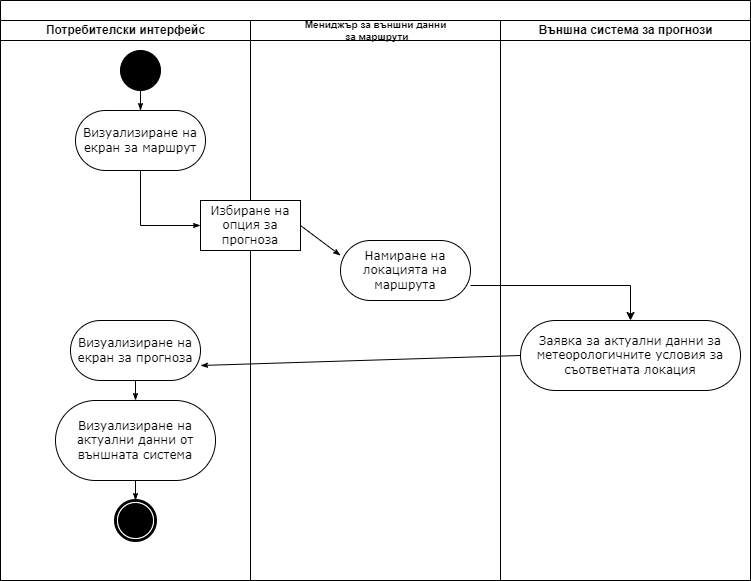 Потребителски интерфейс
Мениджър за външни данни
за маршрути
Външна система за прогнози
Визуализиране на
екран за маршрут
Избиране на
опция за
прогноза
Намиране на
локацията на
маршрута
Заявка за актуални данни за
метеорологичните условия за
съответната локация
Визуализиране на
екран за прогноза
Визуализиране на
актуални данни от
външната система